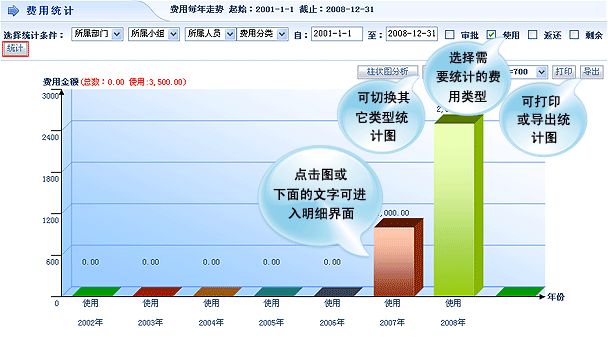 费用统计
费用每年走势 起始：2001-1-1 截止：2008-12-31
选择统计条件： 所属部门 所属小组 所属人员 费用分类 自： 2001-1-1 至： 2008-12-31 审批 使用 返还 剩余
统计
柱状图分析 =700 打印 导出
费用金额(总数：0.00 使用:3,500.00)
选择需
要统计的费
用类型
可切换其
它类型统
计图
可打印
或导出统
计图
点击图或
下面的文字可进
入明细界面
3000
2400
1800
1200
600
0
0.00 0.00 0.00 0.00 0.00 ,000.00 2,
使用 使用 使用 使用 使用 使用 使用 年份
2002年 2003年 2004年 2005年 2006年 2007年 2008年